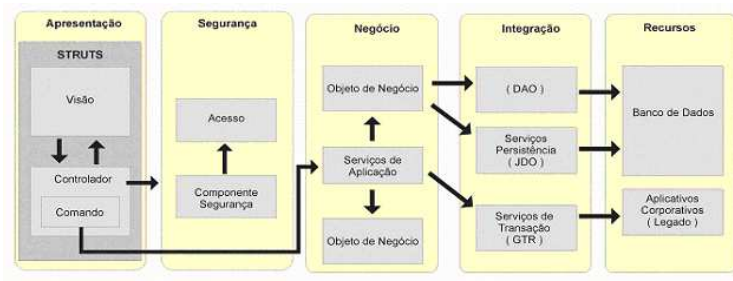 Apresentação
Segurança
Negócio
Integração
Recursos
STRUTS
Visão
Controlador
Comando
Acesso
Componente
Segurança
Objeto de Negócio
Serviços de
Aplicação
Objeto de Negócio
( DAO )
Serviços
Persistência
( JDO )
Serviços de
Transação
( GTR )
Banco de Dados
Aplicativos
Corporativos
( Legado )